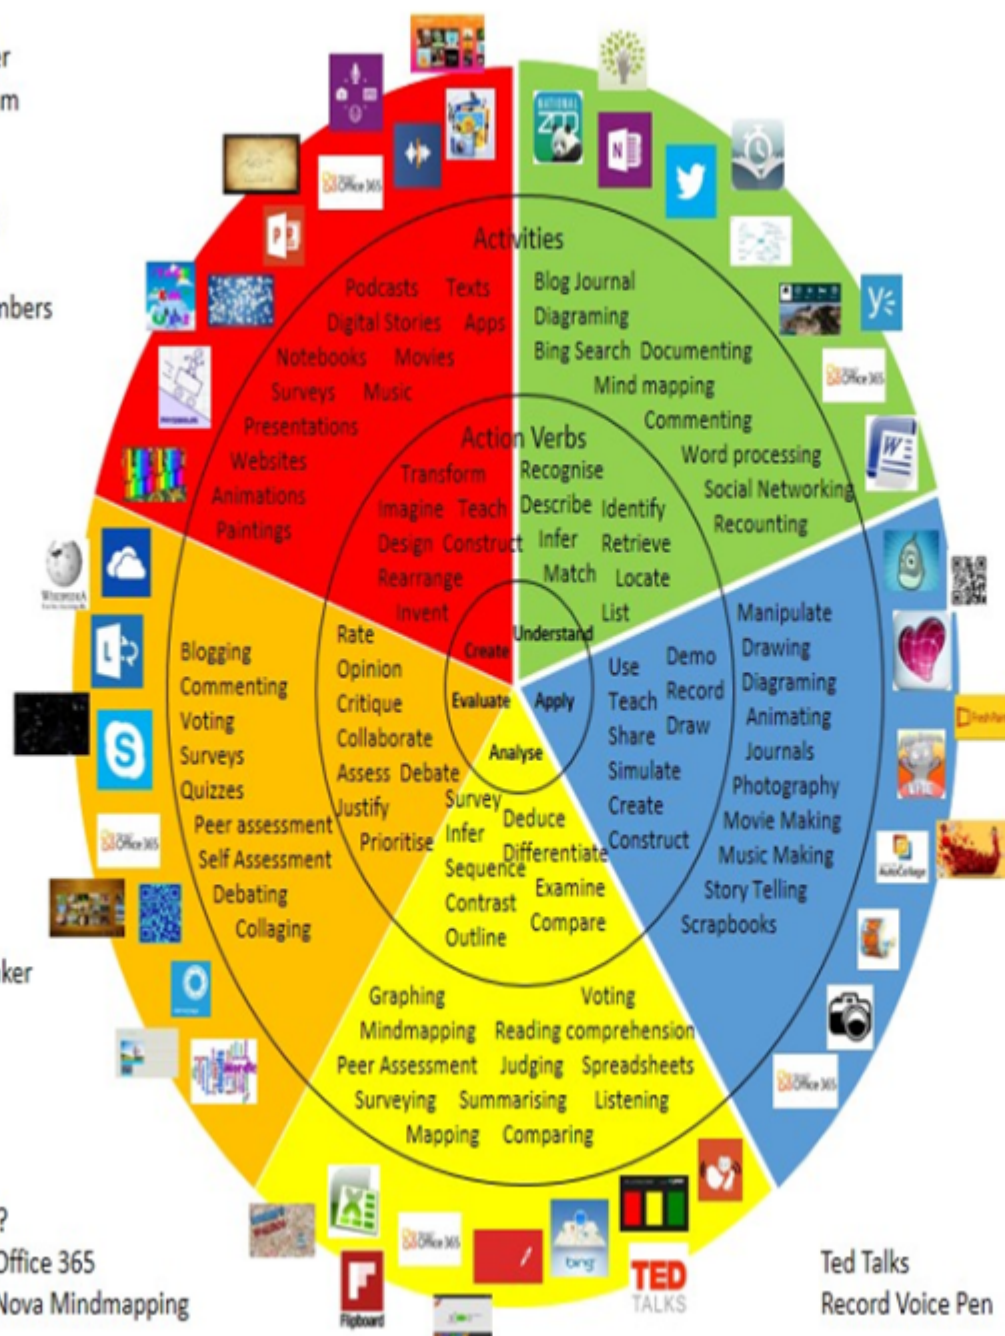 er
m
mbers
aker
?
Office 365
Nova Mindmapping
Ted Talks
Record Voice Pen
Activities
Podcasts Texts
Digital Stories Apps
Notebooks Movies
Surveys Music
Presentations
Websites
Animations
Paintings
Blog Journal
Diagraming
Bing Search Documenting
Mind mapping
Commenting
Word processing
Social Networking
Recounting
Action Verbs
Transform
Imagine Teach
Design Construct
Rearrange
Invent
Recognise
Describe Identify
Infer Retrieve
Match Locate
List
Create
Understand
Evaluate
Apply
Analyse
Rate
Opinion
Critique
Collaborate
Assess Debate
Justify
Prioritise
Blogging
Commenting
Voting
Surveys
Quizzes
Peer assessment
Self Assessment
Debating
Collaging
Use Demo
Teach Record
Share Draw
Simulate
Create
Construct
Manipulate
Drawing
Diagraming
Animating
Journals
Photography
Movie Making
Music Making
Story Telling
Scrapbooks
Survey Deduce
Infer Differentiate
Sequence Examine
Contrast Compare
Outline
Graphing Voting
Mindmapping Reading comprehension
Peer Assessment Judging Spreadsheets
Surveying Summarising Listening
Mapping Comparing
NATIONAL
ZOO
N
Office 365
P
y
Office 365
W
WIKIPEDIA
L
S
Office 365
FreshPaint
AutoCollage
Office 365
Wordle
X
Office 365
Flipboard
bing
TED
TALKS